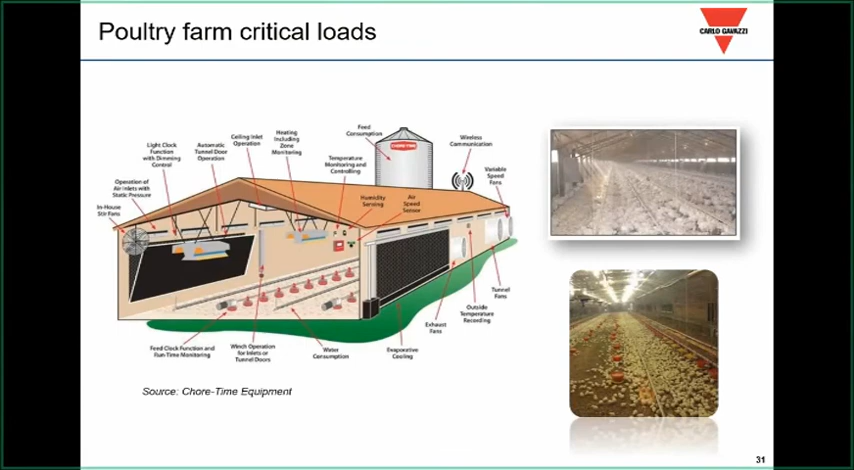 Poultry farm critical loads
CARLO GAVAZZI
Light Clock
Function
with Dimming
Control
Automatic
Tunnel Door
Operation
Ceiling Inlet
Operation
Heating
Including
Zone
Monitoring
Feed
Consumption
CHORE-TIME
Wireless
Communication
Temperature
Monitoring and
Controlling
Variable
Speed
Fans
Operation of
Air Inlets with
Static Pressure
Humidity
Sensing
Air
Speed
Sensor
In-House
Stir Fans
Tunnel
Fans
Outside
Temperature
Recording
Exhaust
Fans
Feed Clock Function and
Run-Time Monitoring
Winch Operation
for Inlets or
Tunnel Doors
Water
Consumption
Evaporative
Cooling
Source: Chore-Time Equipment
31